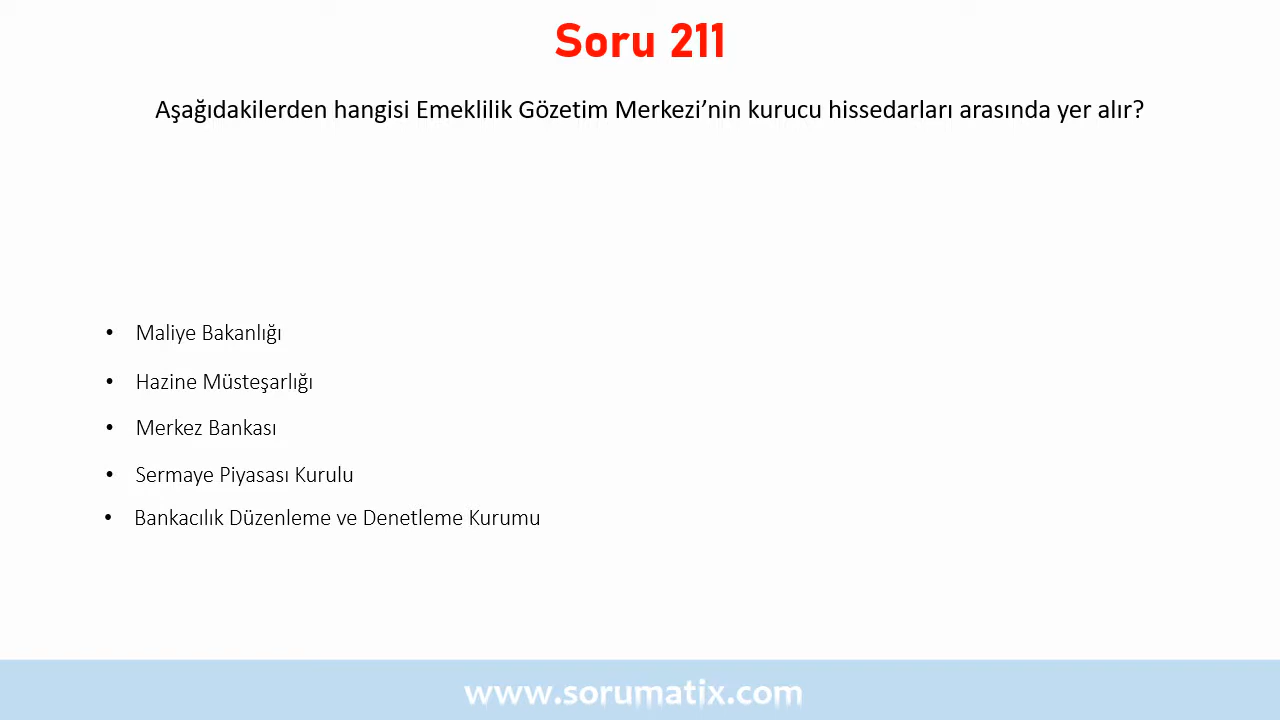 Soru 211
Aşağıdakilerden hangisi Emeklilik Gözetim Merkezi’nin kurucu hissedarları arasında yer alır?
• Maliye Bakanlığı
• Hazine Müsteşarlığı
• Merkez Bankası
• Sermaye Piyasası Kurulu
• Bankacılık Düzenleme ve Denetleme Kurumu
www.sorumatix.com